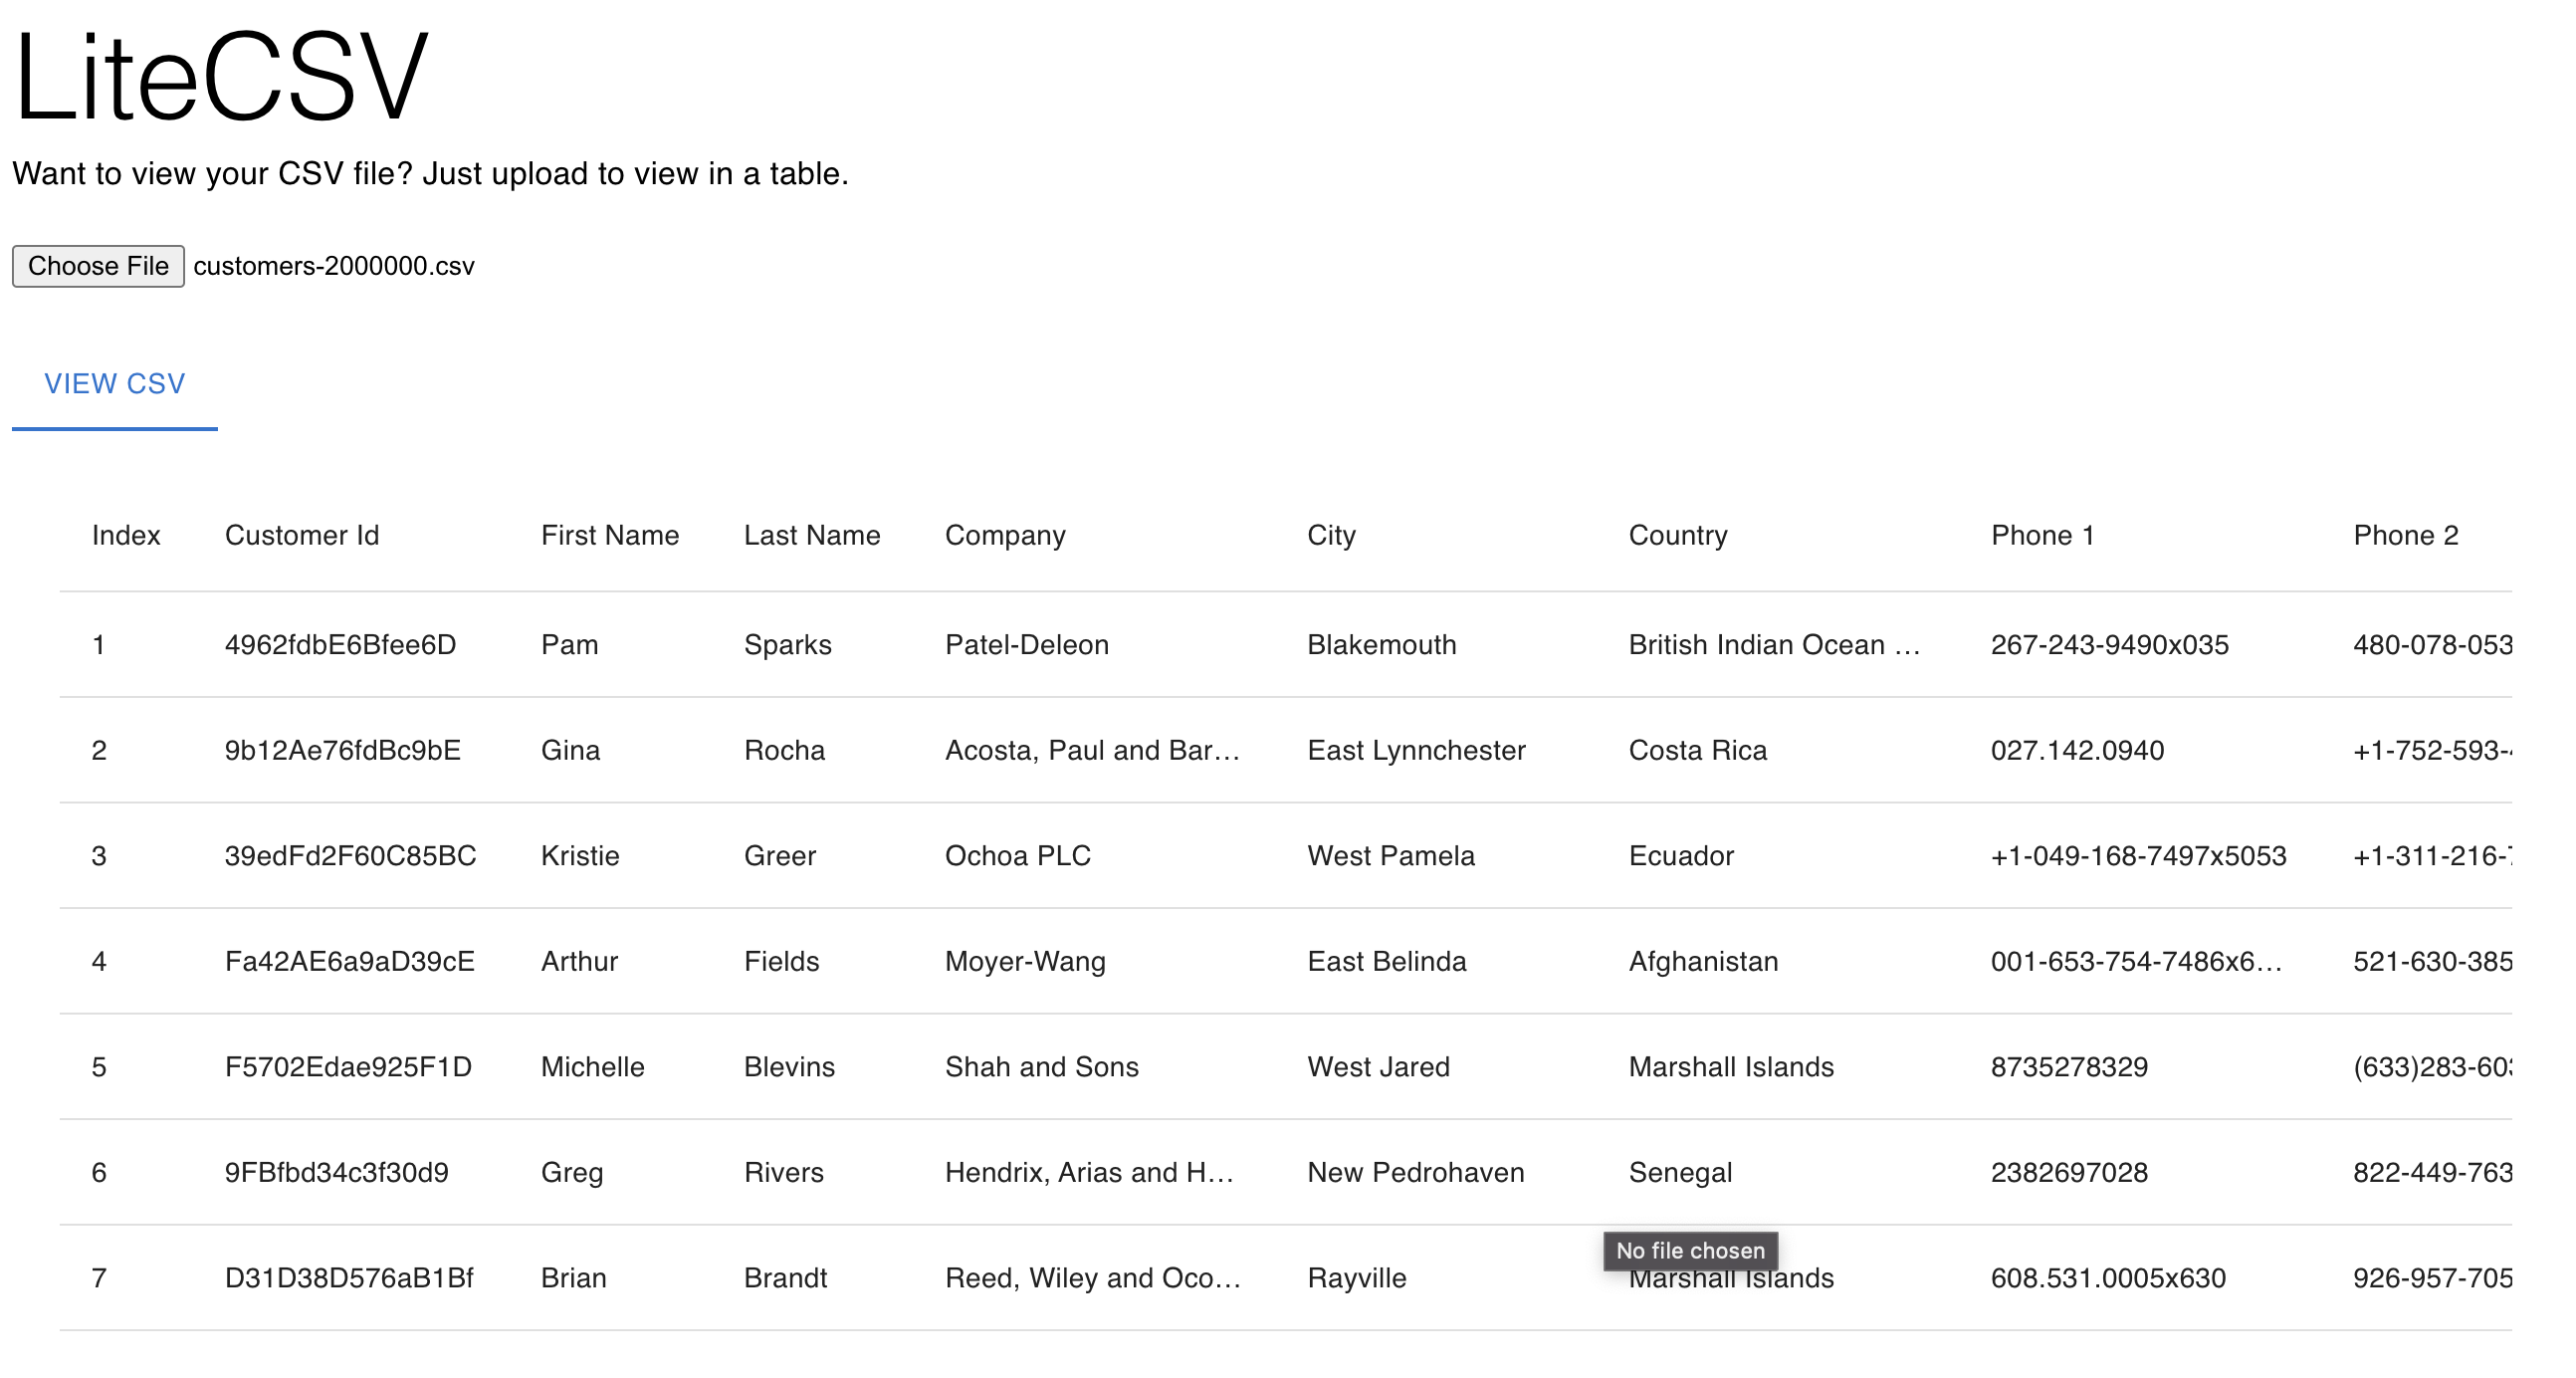 LiteCSV
Want to view your CSV file? Just upload to view in a table.
Choose File customers-2000000.csv
VIEW CSV
Index Customer Id First Name Last Name Company City Country Phone 1 Phone 2
1 4962fdbE6Bfee6D Pam Sparks Patel-Deleon Blakemouth British Indian Ocean … 267-243-9490x035 480-078-053
2 9b12Ae76fdBc9bE Gina Rocha Acosta, Paul and Bar… East Lynnchester Costa Rica 027.142.0940 +1-752-593-
3 39edFd2F60C85BC Kristie Greer Ochoa PLC West Pamela Ecuador +1-049-168-7497x5053 +1-311-216-
4 Fa42AE6a9aD39cE Arthur Fields Moyer-Wang East Belinda Afghanistan 001-653-754-7486x6… 521-630-385
5 F5702Edae925F1D Michelle Blevins Shah and Sons West Jared Marshall Islands 8735278329 (633)283-60
6 9FBfbd34c3f30d9 Greg Rivers Hendrix, Arias and H… New Pedrohaven Senegal 2382697028 822-449-763
No file chosen
7 D31D38D576aB1Bf Brian Brandt Reed, Wiley and Oco… Rayville Marshall Islands 608.531.0005x630 926-957-705